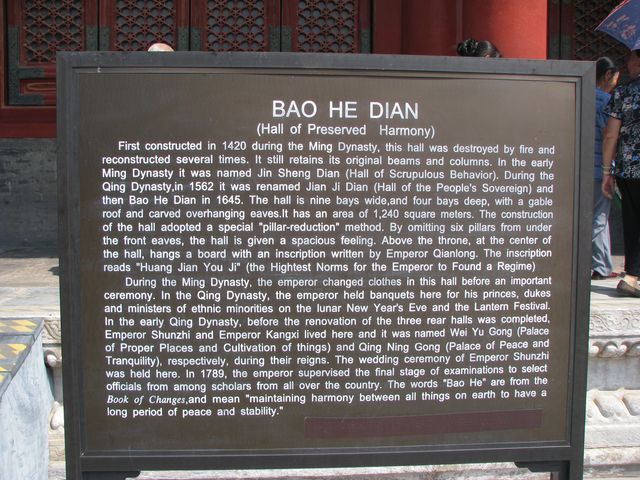 BAO HE DIAN
(Hall of Preserved Harmony)
First constructed in 1420 during the Ming Dynasty, this hall was destroyed by fire and
reconstructed several times. It still retains its original beams and columns. In the early
Ming Dynasty it was named Jin Sheng Dian (Hall of Scrupulous Behavior). During the
Qing Dynasty,in 1562 it was renamed Jian Ji Dian (Hall of the People's Sovereign) and
then Bao He Dian in 1645. The hall is nine bays wide,and four bays deep, with a gable
roof and carved overhanging eaves.It has an area of 1,240 square meters. The construction
of the hall adopted a special "pillar-reduction" method. By omitting six pillars from under
the front eaves, the hall is given a spacious feeling. Above the throne, at the center of
the hall, hangs a board with an inscription written by Emperor Qianlong. The inscription
reads "Huang Jian You Ji" (the Hightest Norms for the Emperor to Found a Regime)
During the Ming Dynasty, the emperor changed clothes in this hall before an important
ceremony. In the Qing Dynasty, the emperor held banquets here for his princes, dukes
and ministers of ethnic minorities on the lunar New Year's Eve and the Lantern Festival.
In the early Qing Dynasty, before the renovation of the three rear halls was completed,
Emperor Shunzhi and Emperor Kangxi lived here and it was named Wei Yu Gong (Palace
of Proper Places and Cultivation of things) and Qing Ning Gong (Palace of Peace and
Tranquility), respectively, during their reigns. The wedding ceremony of Emperor Shunzhi
was held here. In 1789, the emperor supervised the final stage of examinations to select
officials from among scholars from all over the country. The words "Bao He" are from the
Book of Changes,and mean "maintaining harmony between all things on earth to have a
long period of peace and stability."